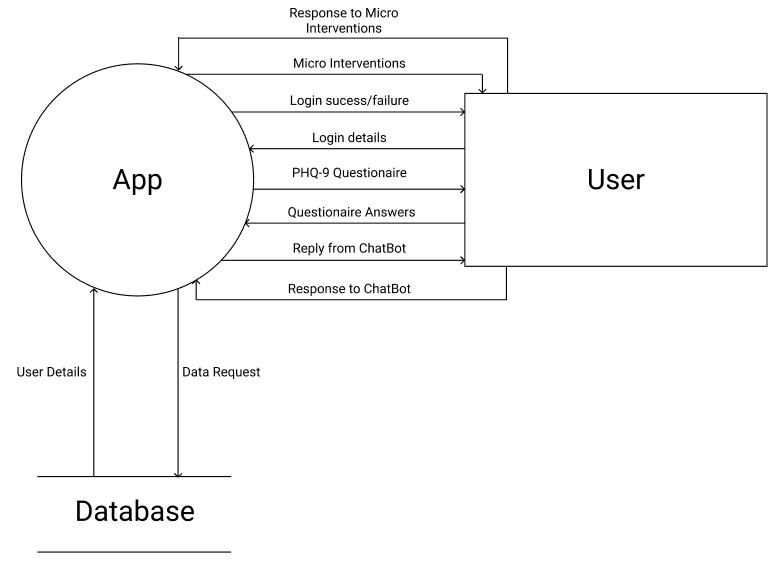 Response to Micro
Interventions
Micro Interventions
Login sucess/failure
Login details
PHQ-9 Questionaire
App
User
Questionaire Answers
Reply from ChatBot
Response to ChatBot
User Details
Data Request
Database